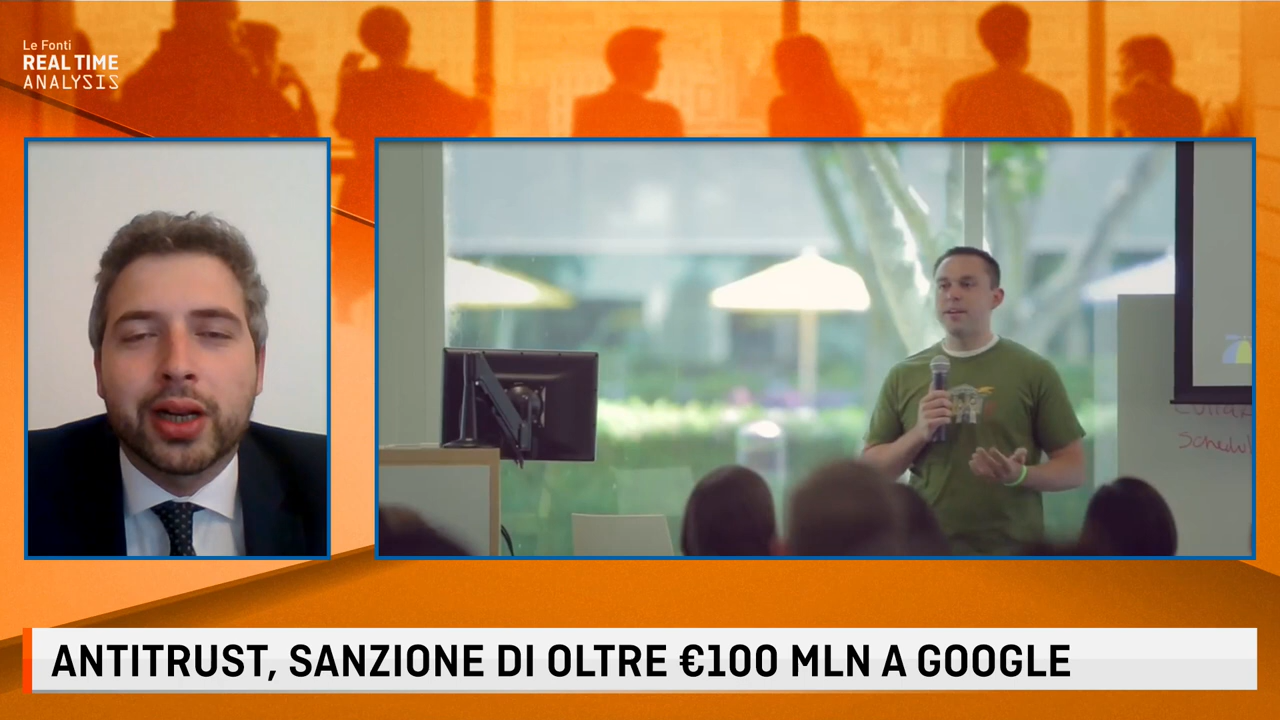 Le Fonti
REAL TIME
ANALYSIS
ANTITRUST, SANZIONE DI OLTRE €100 MLN A GOOGLE